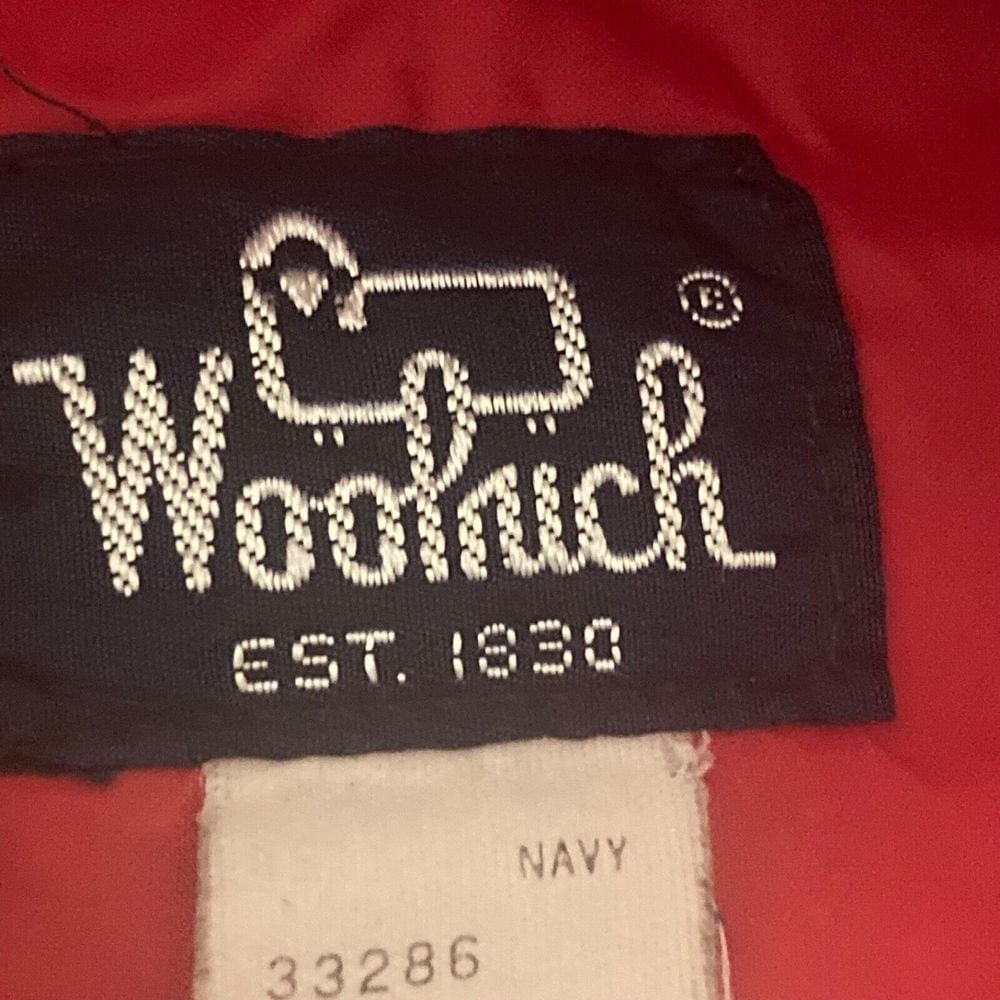 Woolrich ®
EST. 1830
NAVY
33286